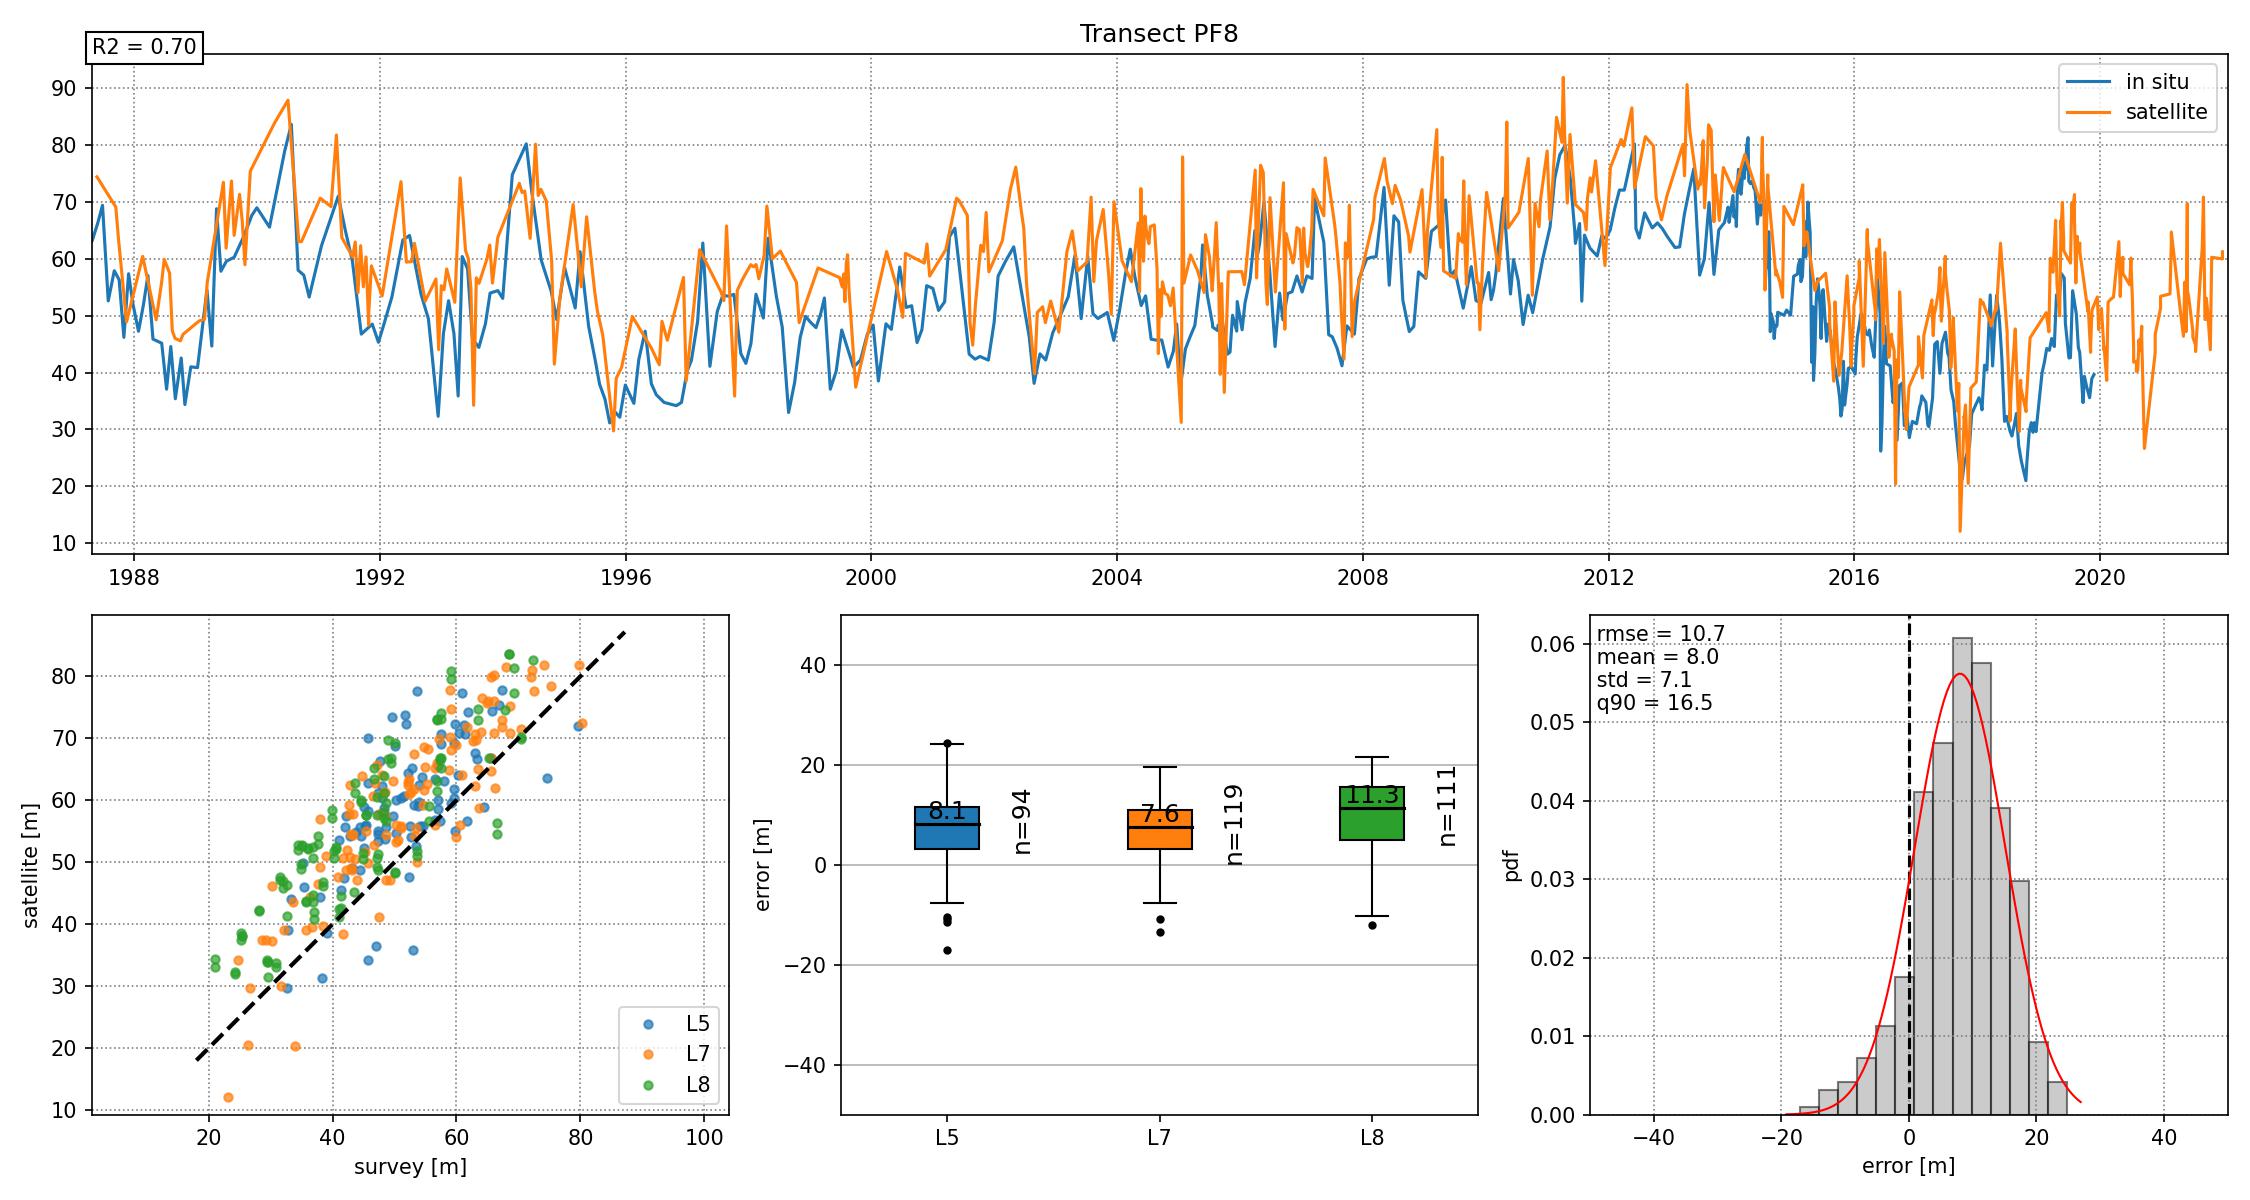 Transect PF8
R2 = 0.70
in situ
satellite
90
80
70
60
50
40
30
20
10
1988 1992 1996 2000 2004 2008 2012 2016 2020
satellite [m]
80
70
60
50
40
30
20
10
L5
L7
L8
20 40 60 80 100
survey [m]
error [m]
40
20
0
−20
−40
8.1
n=94
7.6
n=119
11.3
n=111
L5 L7 L8
pdf
rmse = 10.7
mean = 8.0
std = 7.1
q90 = 16.5
0.06
0.05
0.04
0.03
0.02
0.01
0.00
−40 −20 0 20 40
error [m]